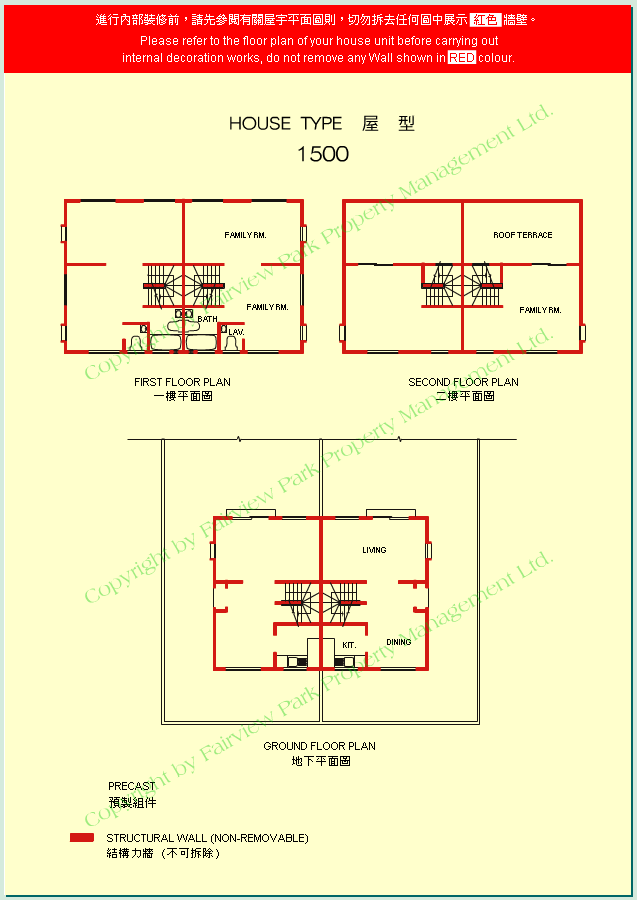 進行內部裝修前，請先參閱有關屋宇平面圖則，切勿拆去任何圖中展示 紅色 牆壁。
Please refer to the floor plan of your house unit before carrying out
internal decoration works, do not remove any Wall shown in RED colour.
HOUSE TYPE 屋 型
1500
FAMILY RM.
ROOF TERRACE
FAMILY RM.
FAMILY RM.
BATH
LAV.
FIRST FLOOR PLAN
一樓平面圖
SECOND FLOOR PLAN
二樓平面圖
Copyright by Fairview Park Property Management Ltd.
LIVING
KIT.
DINING
Copyright by Fairview Park Property Management Ltd.
GROUND FLOOR PLAN
地下平面圖
Copyright by Fairview Park Property Management Ltd.
PRECAST
預製組件
STRUCTURAL WALL (NON-REMOVABLE)
結構力牆 (不可拆除)